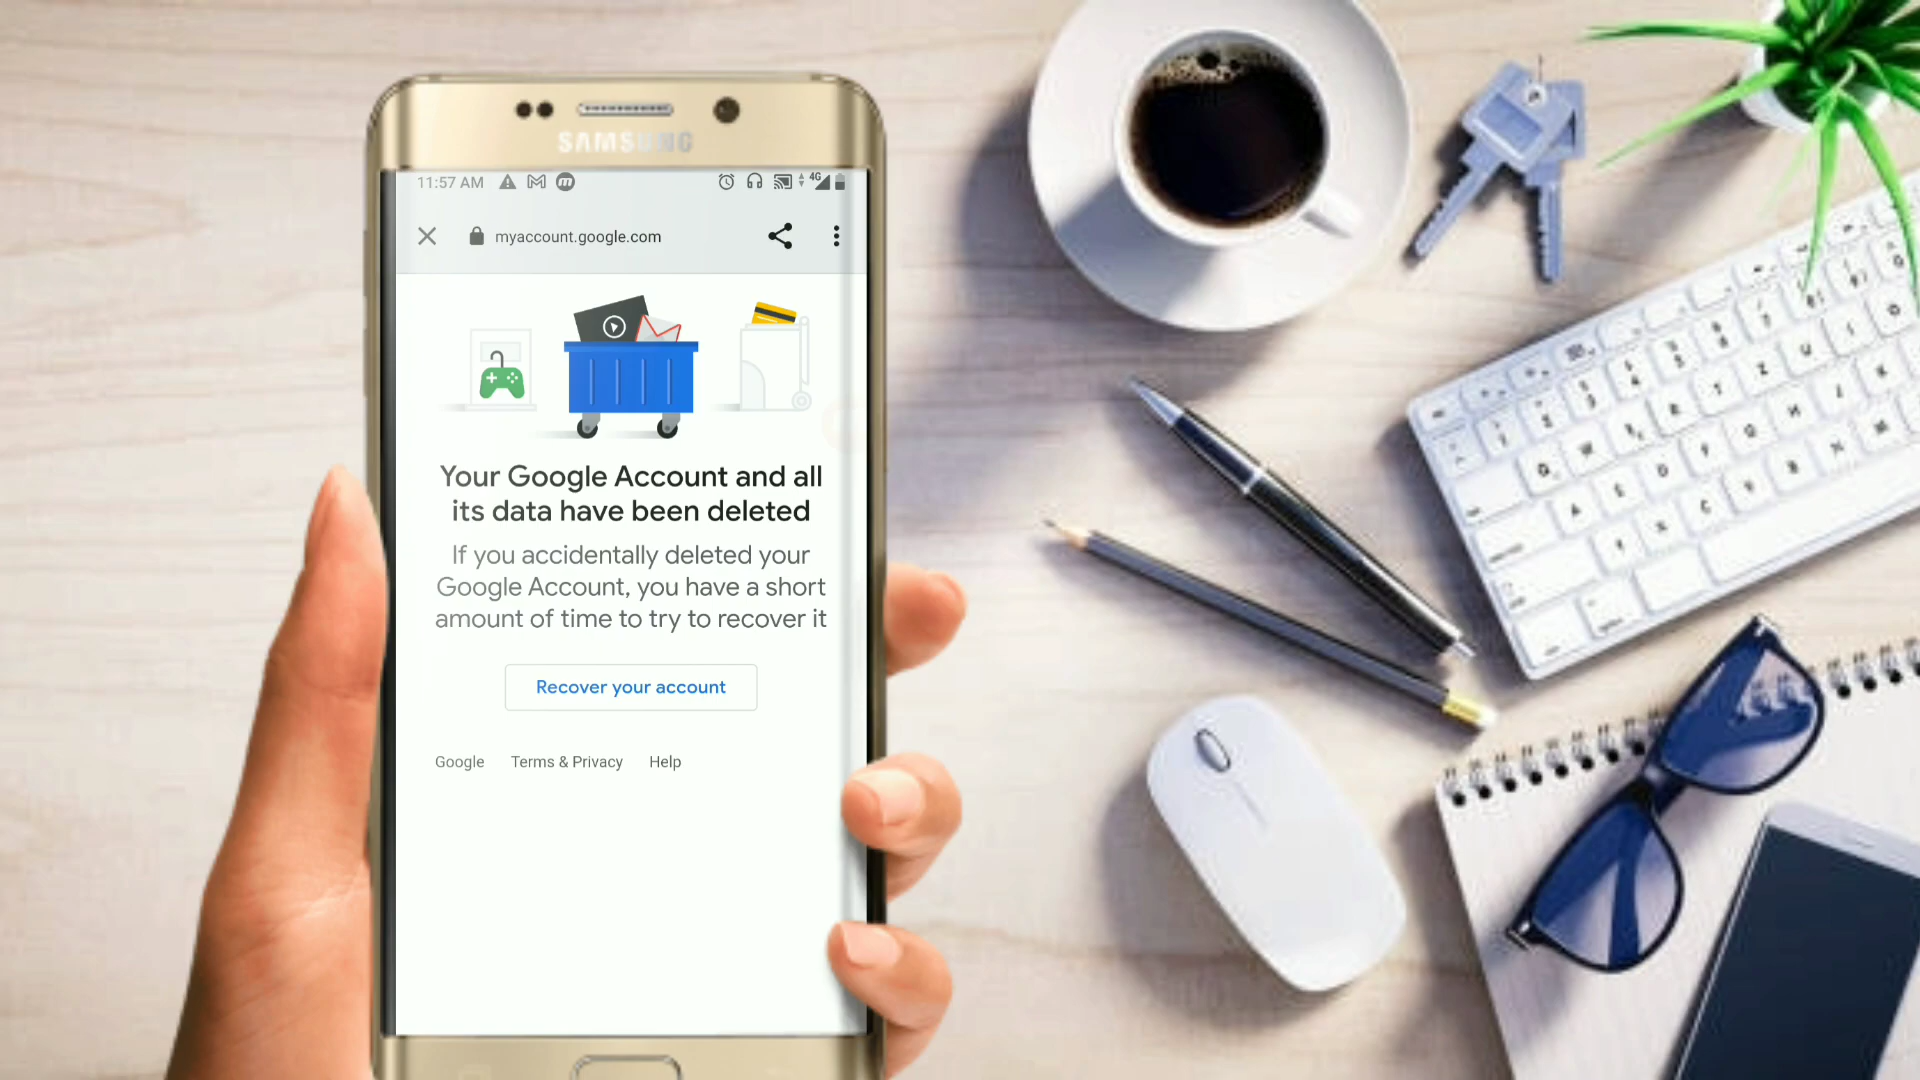 SAMSUNG
11:57 AM
4G
myaccount.google.com
Your Google Account and all
its data have been deleted
If you accidentally deleted your
Google Account, you have a short
amount of time to try to recover it
Recover your account
Google Terms & Privacy Help